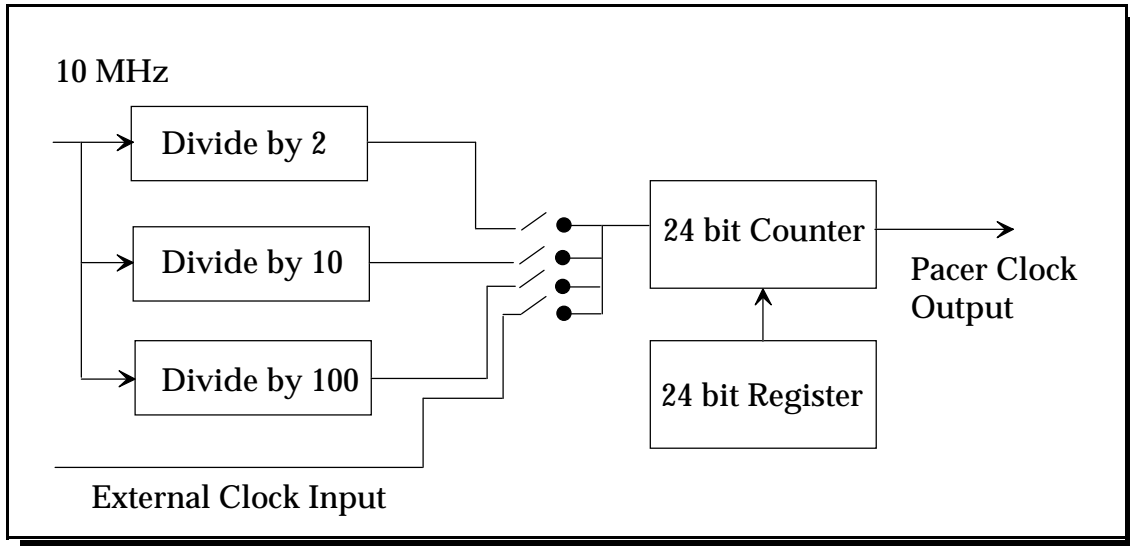 10 MHz
Divide by 2
Divide by 10
Divide by 100
External Clock Input
24 bit Counter
24 bit Register
Pacer Clock
Output